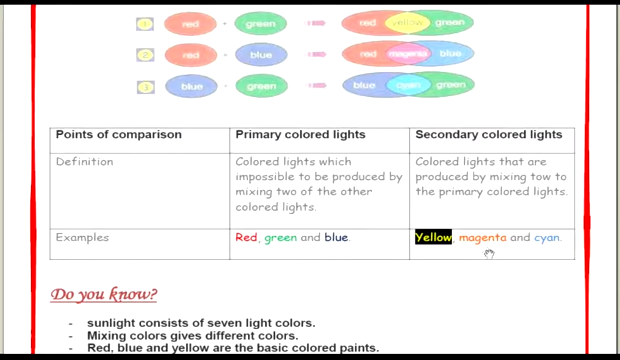 1 red + green red yellow green
2 red + blue red magenta blue
3 blue + green blue cyan green
Points of comparison Primary colored lights Secondary colored lights
Definition Colored lights which Colored lights that are
impossible to be produced by produced by mixing tow to
mixing two of the other the primary colored lights.
colored lights.
Examples Red, green and blue. Yellow, magenta and cyan.
Do you know?
- sunlight consists of seven light colors.
- Mixing colors gives different colors.
- Red, blue and yellow are the basic colored paints.